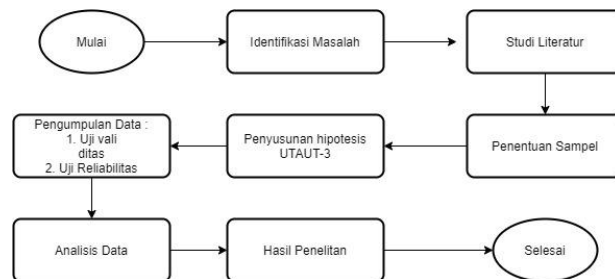 Mulai
Identifikasi Masalah
Studi Literatur
Penentuan Sampel
Penyusunan hipotesis
UTAUT-3
Pengumpulan Data :
1. Uji vali
ditas
2. Uji Reliabilitas
Analisis Data
Hasil Penelitan
Selesai